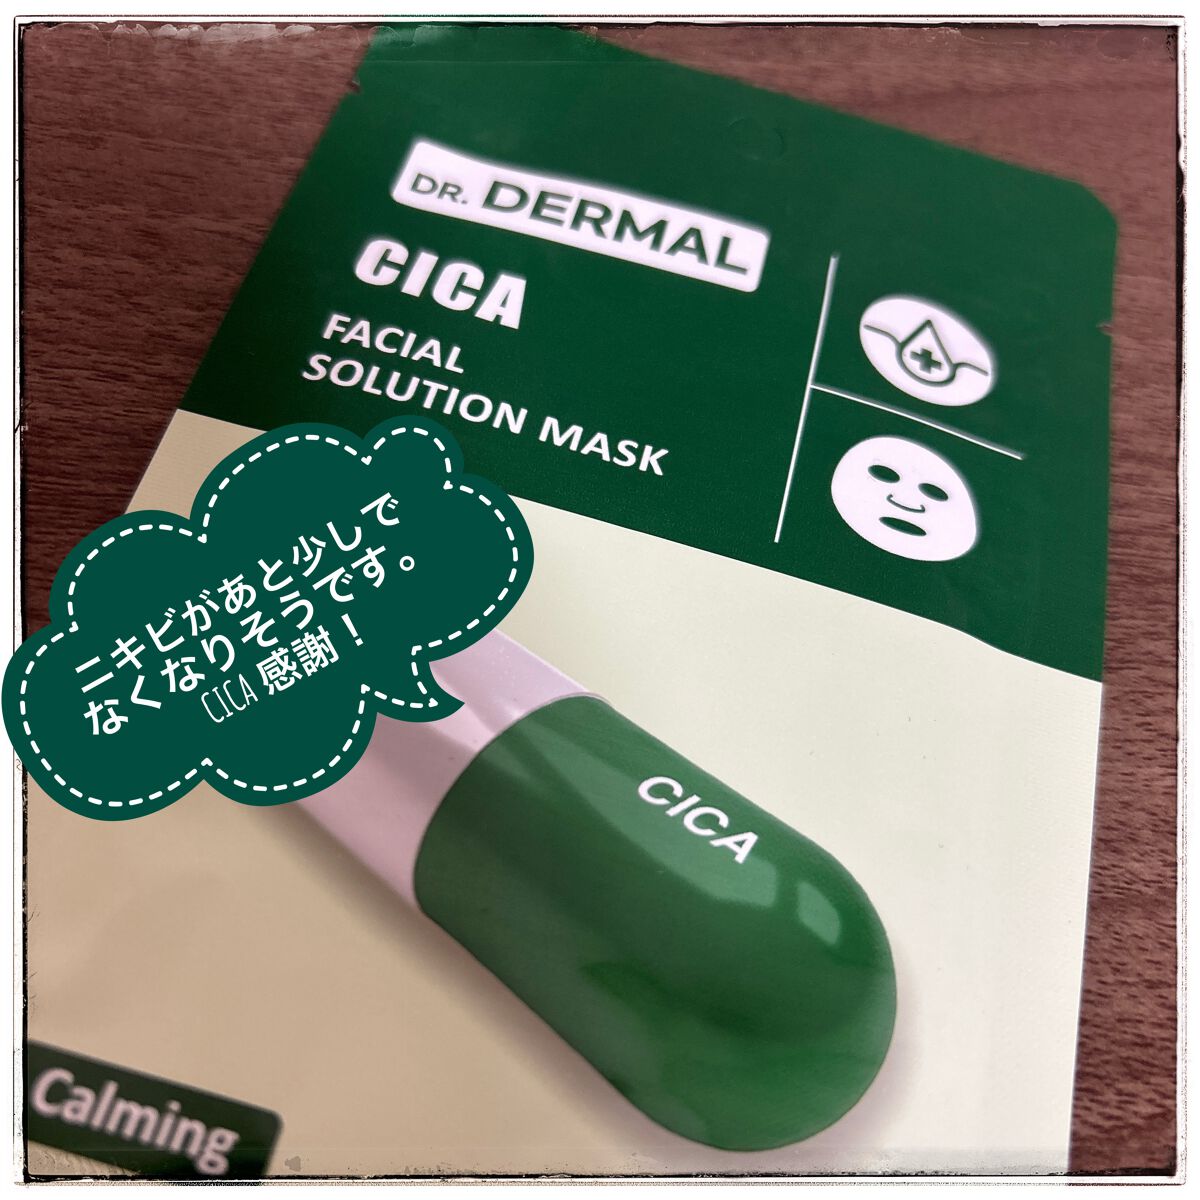 DR. DERMAL
CICA
FACIAL
SOLUTION MASK
ニキビがあと少しで
なくなりそうです。
CICA 感謝！
CICA
Calming